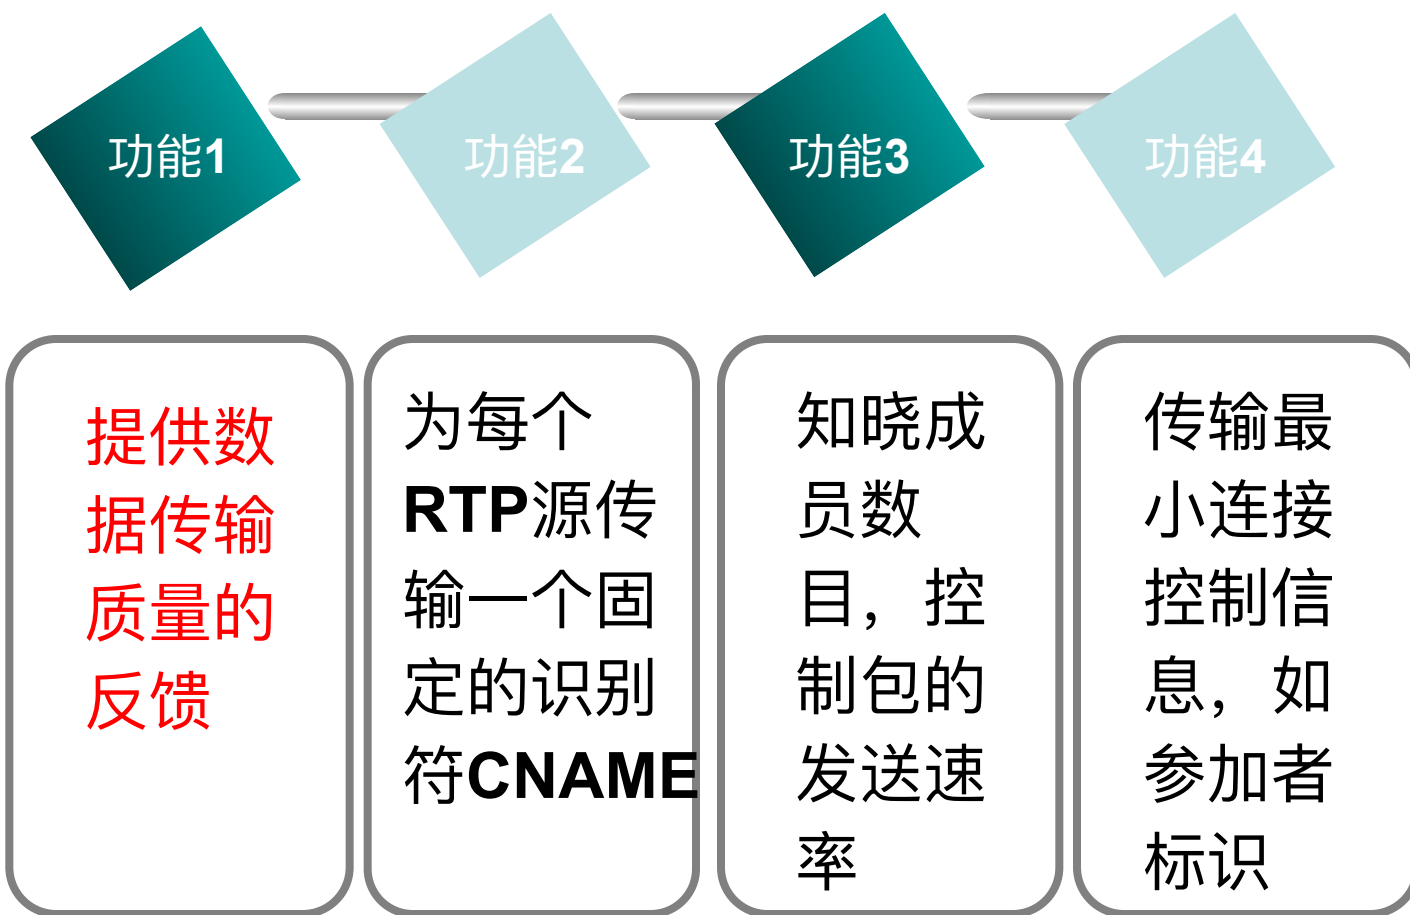 功能1
功能2
功能3
功能4
提供数
据传输
质量的
反馈
为每个
RTP源传
输一个固
定的识别
符CNAME
知晓成
员数
目，控
制包的
发送速
率
传输最
小连接
控制信
息，如
参加者
标识